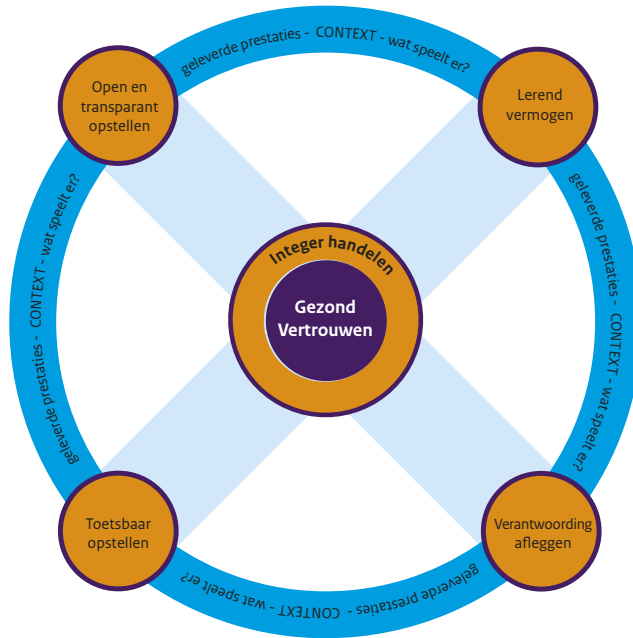 geleverde prestaties - CONTEXT - wat speelt er?
Open en
transparant
opstellen
Lerend
vermogen
geleverde prestaties - CONTEXT - wat speelt er?
geleverde prestaties - CONTEXT - wat speelt er?
Integer handelen
Gezond
Vertrouwen
Toetsbaar
opstellen
Verantwoording
afleggen
geleverde prestaties - CONTEXT - wat speelt er?